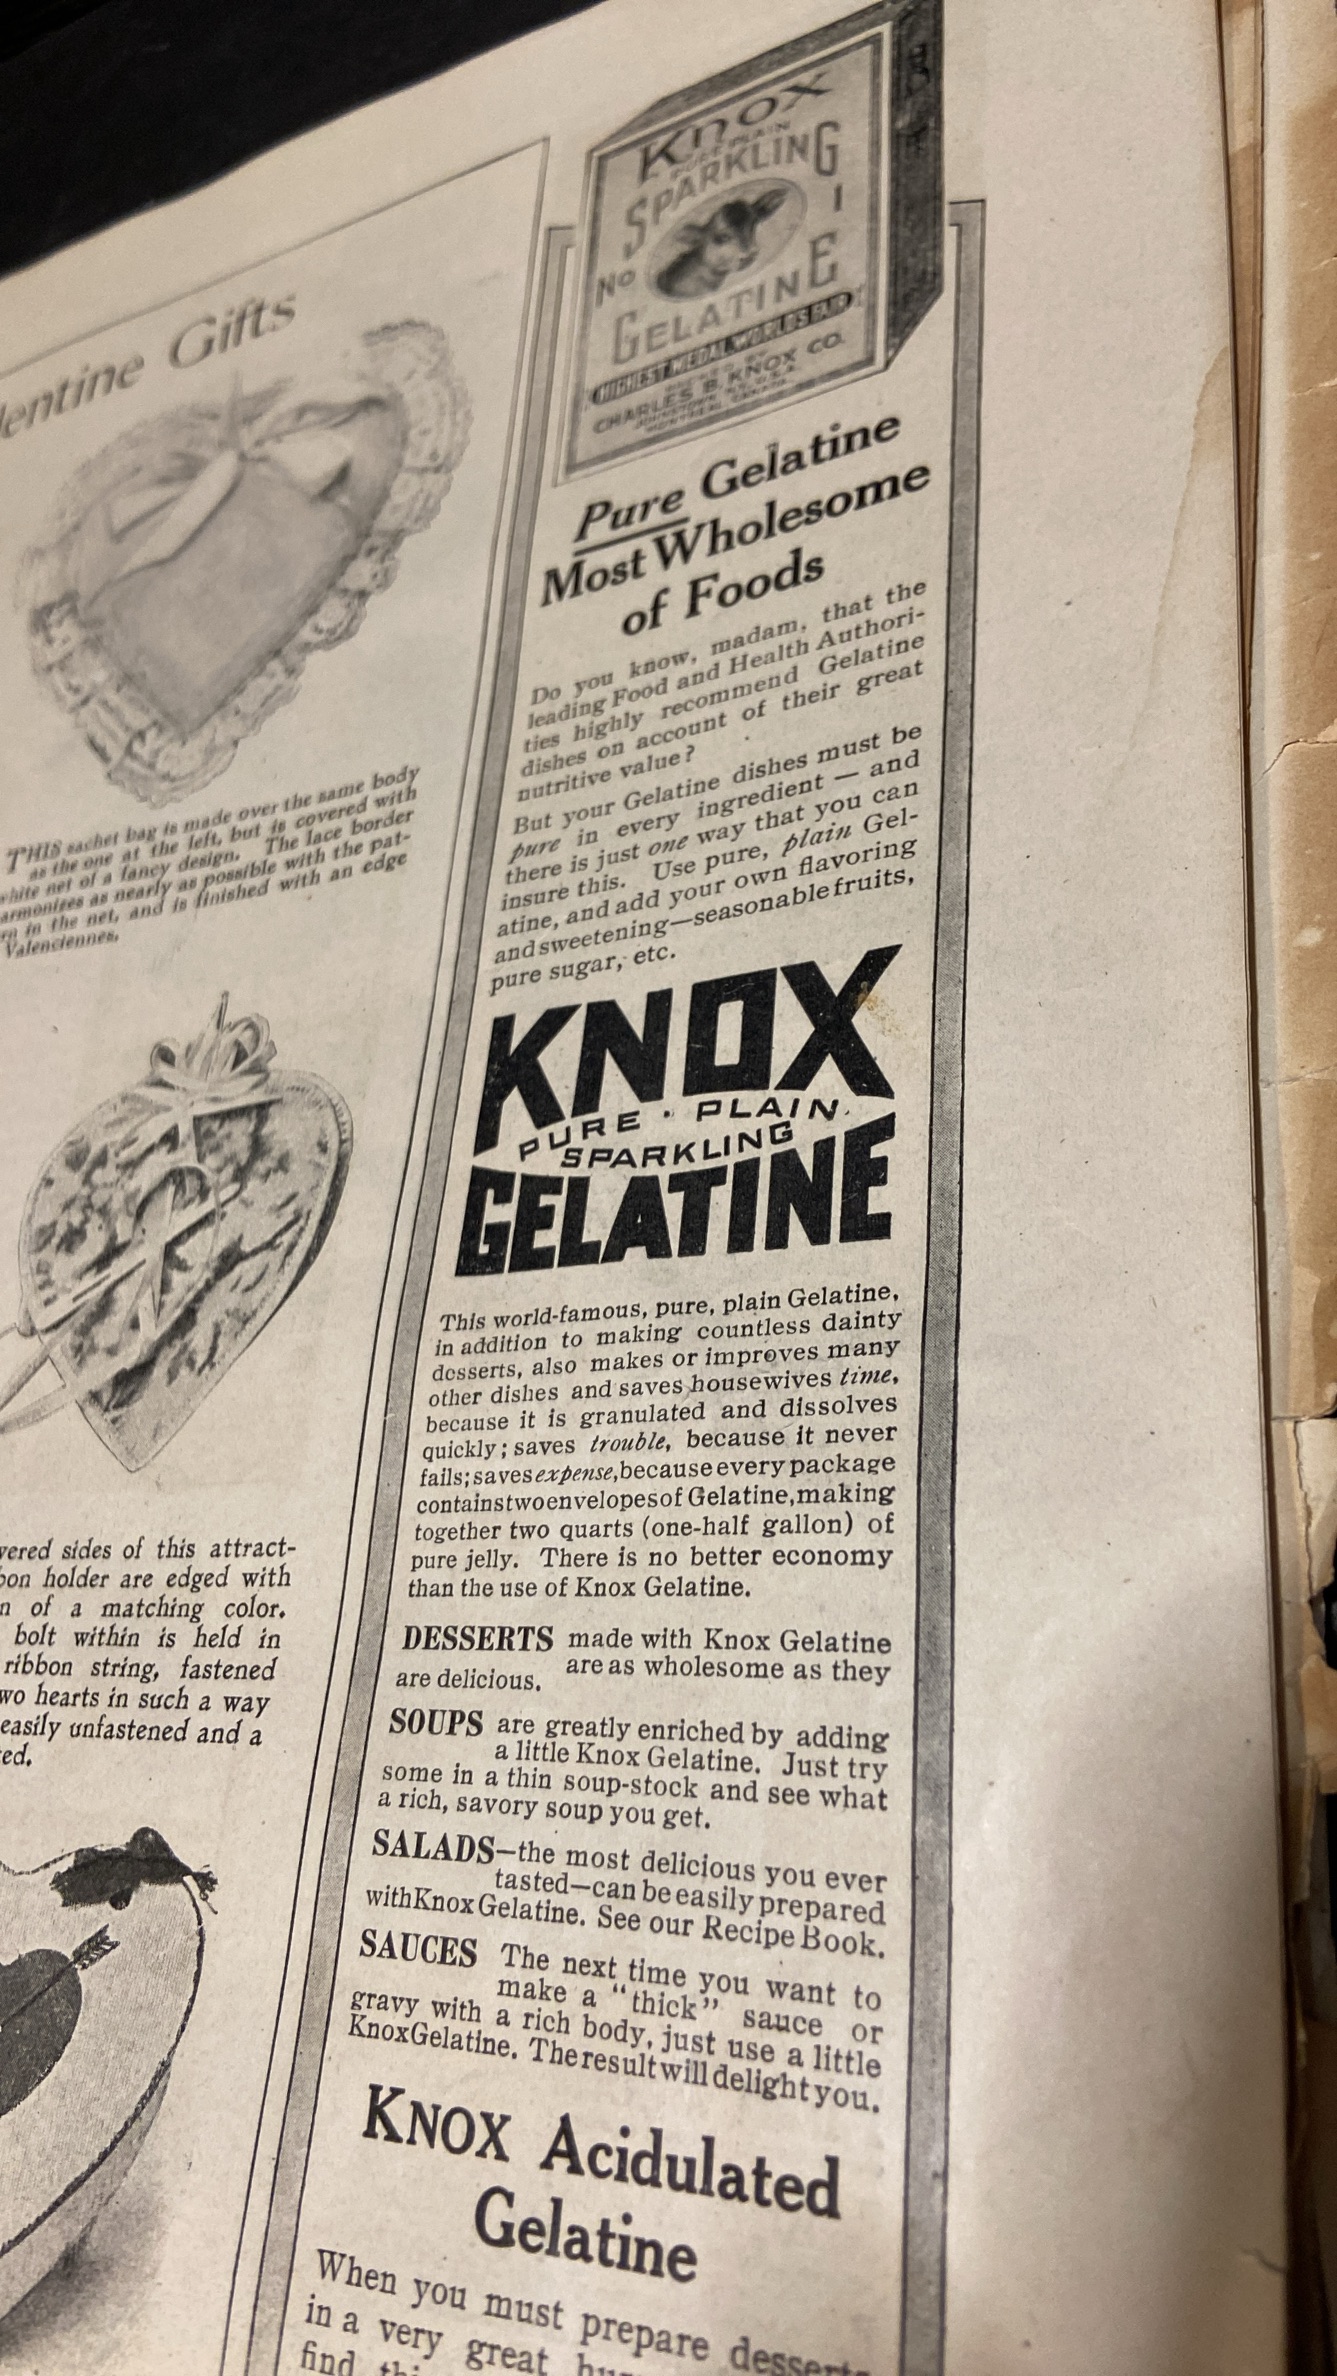 lentine Gifts
THIS sachet bag is made over the same body
as the one at the left, but is covered with
white net of a fancy design. The lace border
armonizes as nearly as possible with the pat-
rn in the net, and is finished with an edge
Valenciennes.
vered sides of this attract-
bon holder are edged with
n of a matching color.
bolt within is held in
ribbon string, fastened
wo hearts in such a way
easily unfastened and a
ed.
KNOX
PURE PLAIN
SPARKLING
No 1
GELATINE
HIGHEST MEDAL WORLD'S FAIR
CHARLES B. KNOX CO.
JOHNSTOWN, N.Y., U.S.A.
MONTREAL, CANADA.
Pure Gelatine
Most Wholesome
of Foods
Do you know, madam, that the
leading Food and Health Authori-
ties highly recommend Gelatine
dishes on account of their great
nutritive value?
But your Gelatine dishes must be
pure in every ingredient — and
there is just one way that you can
insure this. Use pure, plain Gel-
atine, and add your own flavoring
and sweetening—seasonable fruits,
pure sugar, etc.
KNOX
PURE · PLAIN
SPARKLING
GELATINE
This world-famous, pure, plain Gelatine,
in addition to making countless dainty
desserts, also makes or improves many
other dishes and saves housewives time,
because it is granulated and dissolves
quickly; saves trouble, because it never
fails; saves expense, because every package
contains two envelopes of Gelatine, making
together two quarts (one-half gallon) of
pure jelly. There is no better economy
than the use of Knox Gelatine.
DESSERTS made with Knox Gelatine
are as wholesome as they
are delicious.
SOUPS are greatly enriched by adding
a little Knox Gelatine. Just try
some in a thin soup-stock and see what
a rich, savory soup you get.
SALADS—the most delicious you ever
tasted—can be easily prepared
with Knox Gelatine. See our Recipe Book.
SAUCES The next time you want to
make a "thick" sauce or
gravy with a rich body, just use a little
Knox Gelatine. The result will delight you.
KNOX Acidulated
Gelatine
When you must prepare desserts
in a very great
find